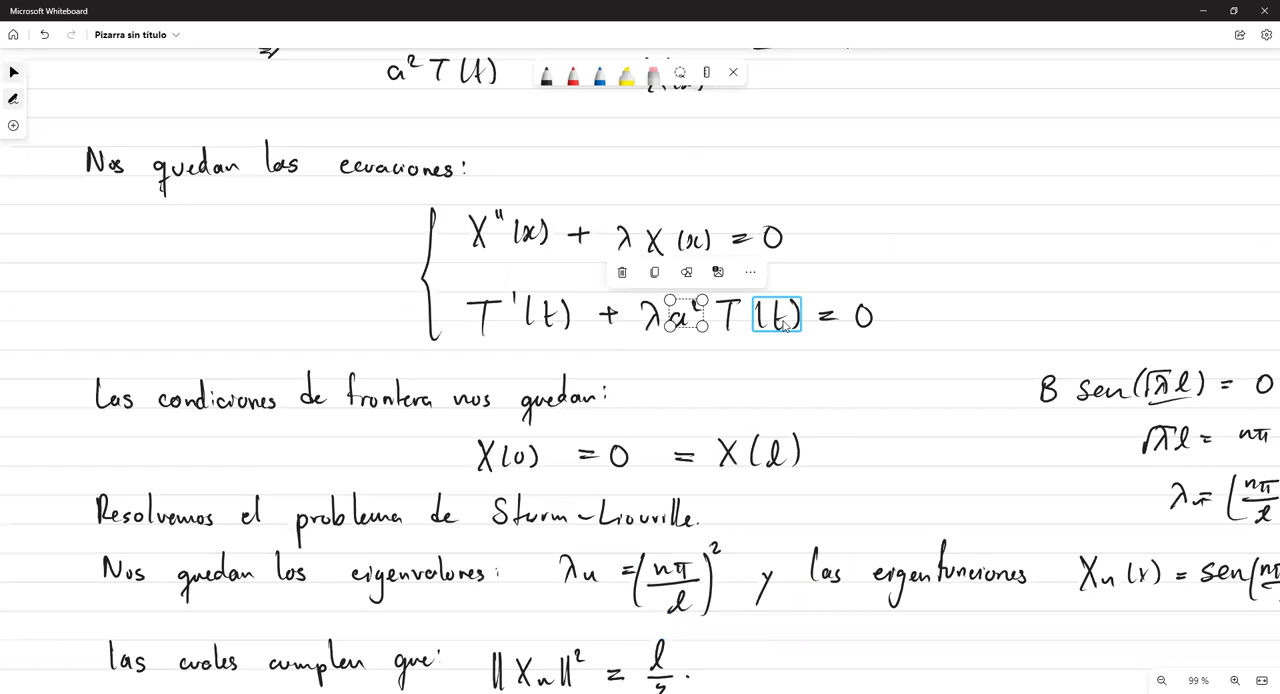 Microsoft Whiteboard
Pizarra sin título
a² T(t)
Nos quedan las ecuaciones:
X''(x) + λ X(x) = 0
T'(t) + λa² T(t) = 0
Las condiciones de frontera nos quedan:
B sen(√λ l) = 0
√λ l = nπ
X(0) = 0 = X(l)
λ = (nπ/l
Resolvemos el problema de Sturm-Liouville.
Nos quedan los eigenvalores: λn = (nπ/l)² y las eigenfunciones Xn(x) = sen(nπ
las cuales cumplen que: ||Xn||² = l/2.
99 %